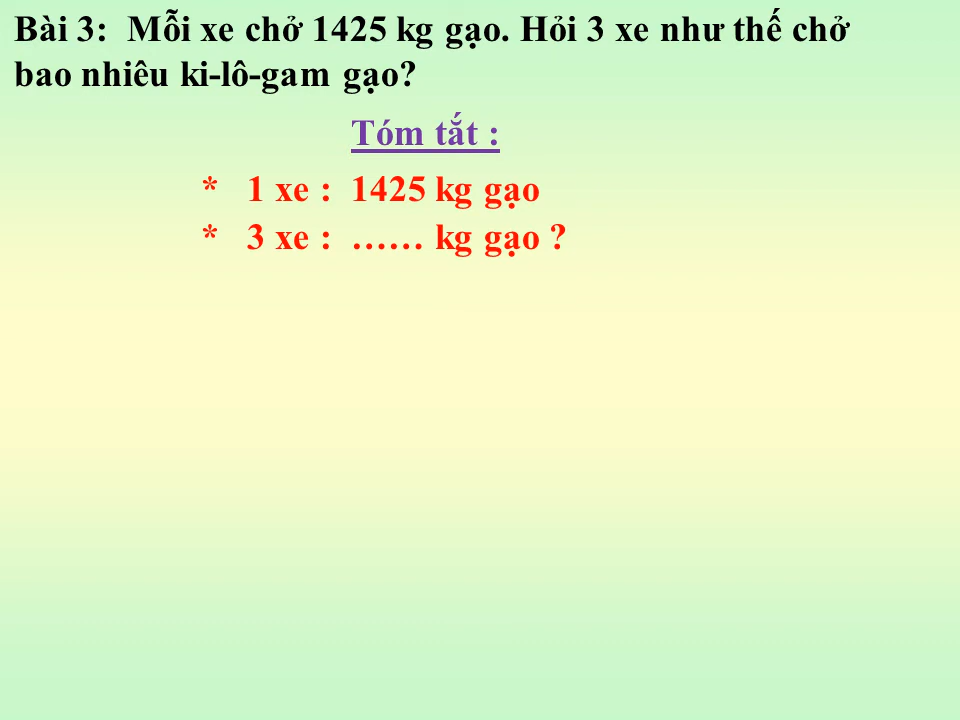 Bài 3: Mỗi xe chở 1425 kg gạo. Hỏi 3 xe như thế chở
bao nhiêu ki-lô-gam gạo?
Tóm tắt :
* 1 xe : 1425 kg gạo
* 3 xe : …… kg gạo ?